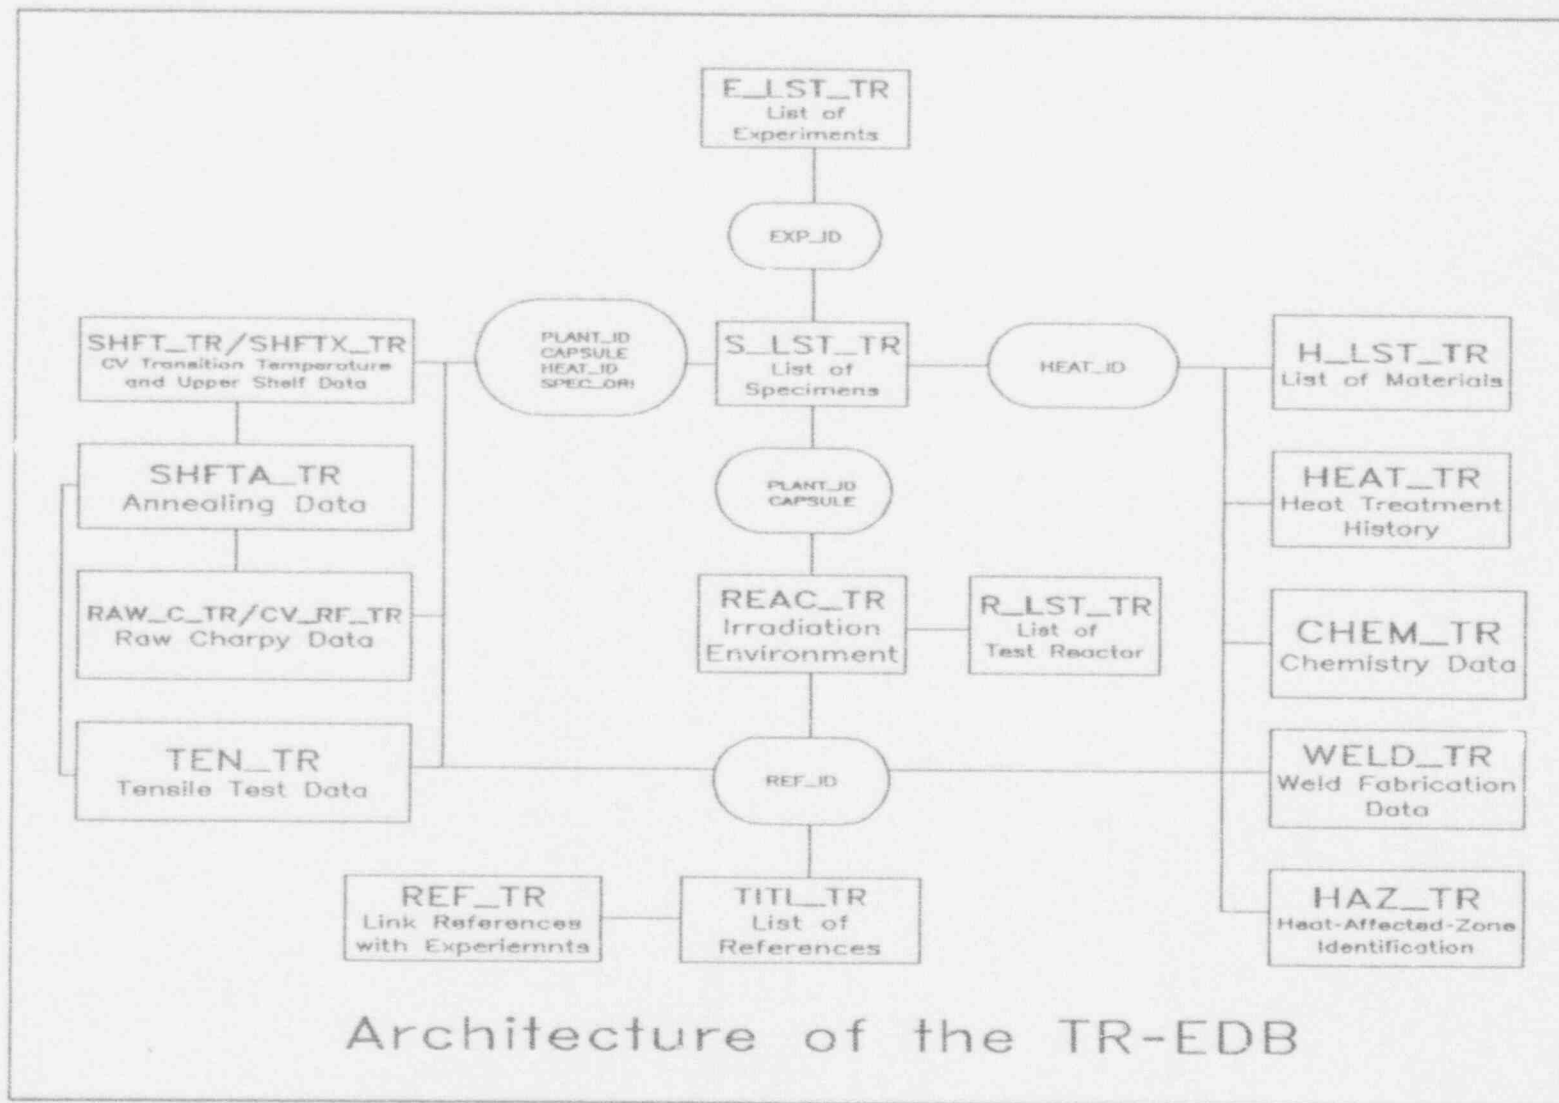 E_LST_TR
List of
Experiments
EXP_ID
SHFT_TR/SHFTX_TR
CV Transition Temperature
and Upper Shelf Data
PLANT_ID
CAPSULE
HEAT_ID
SPEC_ORI
S_LST_TR
List of
Specimens
HEAT_ID
H_LST_TR
List of Materials
SHFTA_TR
Annealing Data
PLANT_ID
CAPSULE
HEAT_TR
Heat Treatment
History
RAW_C_TR/CV_RF_TR
Raw Charpy Data
REAC_TR
Irradiation
Environment
R_LST_TR
List of
Test Reactor
CHEM_TR
Chemistry Data
TEN_TR
Tensile Test Data
REF_ID
WELD_TR
Weld Fabrication
Data
REF_TR
Link References
with Experiemnts
TITL_TR
List of
References
HAZ_TR
Heat-Affected-Zone
Identification
Architecture of the TR-EDB